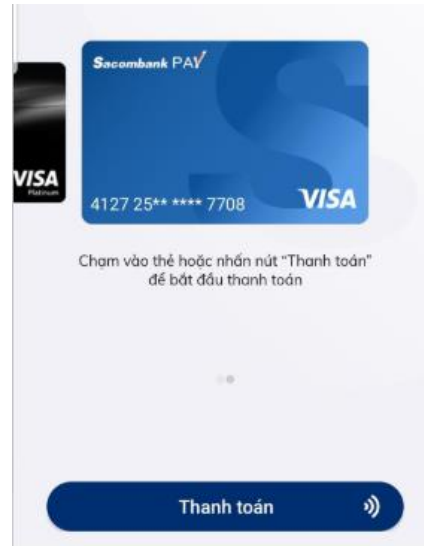 Sacombank PAY
VISA
Platinum
4127 25** **** 7708
VISA
Chạm vào thẻ hoặc nhấn nút “Thanh toán”
để bắt đầu thanh toán
Thanh toán